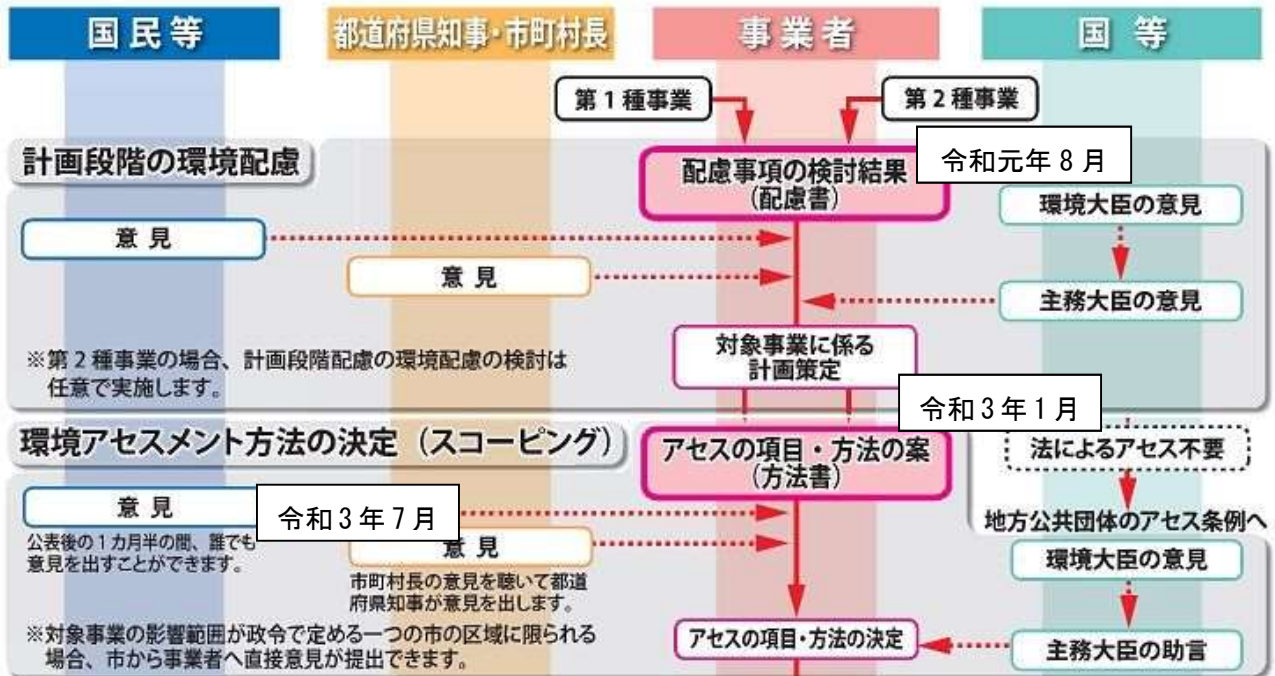 国民等
都道府県知事・市町村長
事業者
国 等
第1種事業
第2種事業
計画段階の環境配慮
配慮事項の検討結果
(配慮書)
令和元年8月
環境大臣の意見
意 見
意 見
主務大臣の意見
対象事業に係る
計画策定
※第2種事業の場合、計画段階配慮の環境配慮の検討は
任意で実施します。
令和3年1月
環境アセスメント方法の決定（スコーピング）
アセスの項目・方法の案
(方法書)
法によるアセス不要
地方公共団体のアセス条例へ
意 見
公表後の1カ月半の間、誰でも
意見を出すことができます。
令和3年7月
意 見
市町村長の意見を聴いて都道
府県知事が意見を出します。
環境大臣の意見
※対象事業の影響範囲が政令で定める一つの市の区域に限られる
場合、市から事業者へ直接意見が提出できます。
アセスの項目・方法の決定
主務大臣の助言